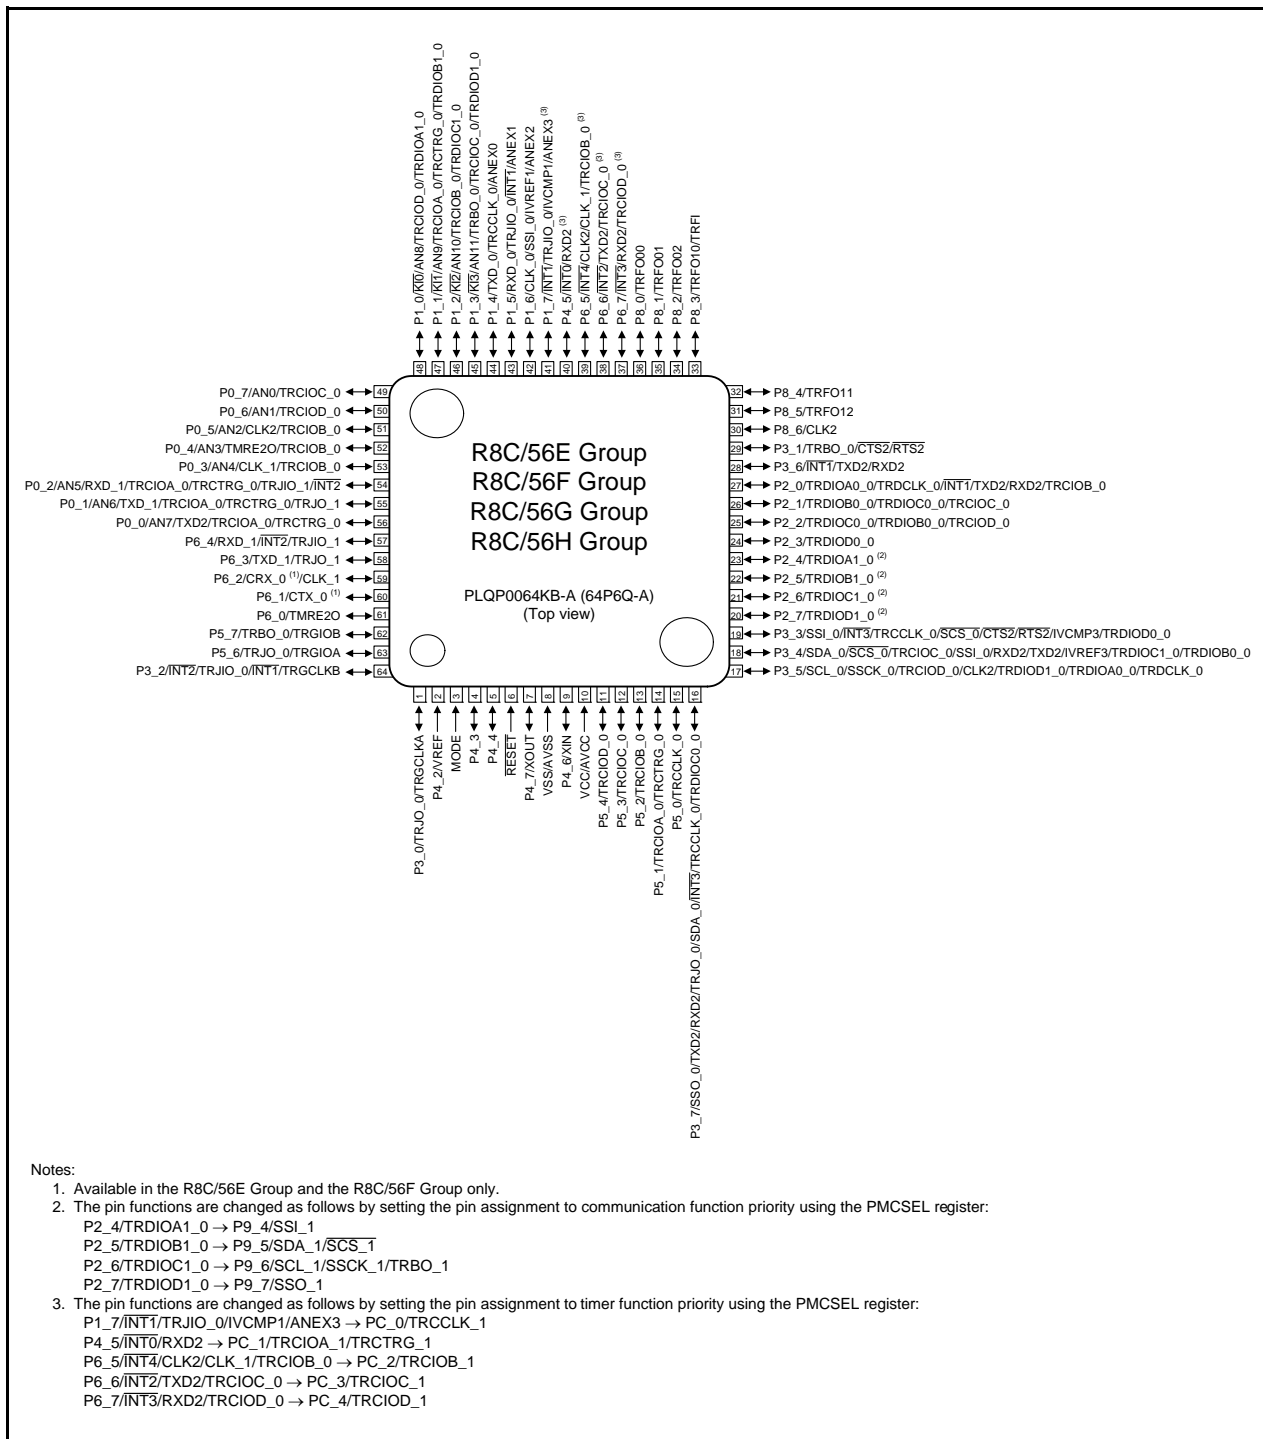 P1_0/KI0/AN8/TRCIOD_0/TRDIOA1_0
P1_1/KI1/AN9/TRCIOA_0/TRCTRG_0/TRDIOB1_0
P1_2/KI2/AN10/TRCIOB_0/TRDIOC1_0
P1_3/KI3/AN11/TRBO_0/TRCIOC_0/TRDIOD1_0
P1_4/TXD_0/TRCCLK_0/ANEX0
P1_5/RXD_0/TRJIO_0/INT1/ANEX1
P1_6/CLK_0/SSI_0/IVREF1/ANEX2
P1_7/INT1/TRJIO_0/IVCMP1/ANEX3 (3)
P4_5/INT0/RXD2 (3)
P6_5/INT4/CLK2/CLK_1/TRCIOB_0 (3)
P6_6/INT2/TXD2/TRCIOC_0 (3)
P6_7/INT3/RXD2/TRCIOD_0 (3)
P8_0/TRFO00
P8_1/TRFO01
P8_2/TRFO02
P8_3/TRFO10/TRFI
48 47 46 45 44 43 42 41 40 39 38 37 36 35 34 33
P0_7/AN0/TRCIOC_0 49
P0_6/AN1/TRCIOD_0 50
P0_5/AN2/CLK2/TRCIOB_0 51
P0_4/AN3/TMRE2O/TRCIOB_0 52
P0_3/AN4/CLK_1/TRCIOB_0 53
P0_2/AN5/RXD_1/TRCIOA_0/TRCTRG_0/TRJIO_1/INT2 54
P0_1/AN6/TXD_1/TRCIOA_0/TRCTRG_0/TRJO_1 55
P0_0/AN7/TXD2/TRCIOA_0/TRCTRG_0 56
P6_4/RXD_1/INT2/TRJIO_1 57
P6_3/TXD_1/TRJO_1 58
P6_2/CRX_0 (1)/CLK_1 59
P6_1/CTX_0 (1) 60
P6_0/TMRE2O 61
P5_7/TRBO_0/TRGIOB 62
P5_6/TRJO_0/TRGIOA 63
P3_2/INT2/TRJIO_0/INT1/TRGCLKB 64
R8C/56E Group
R8C/56F Group
R8C/56G Group
R8C/56H Group
PLQP0064KB-A (64P6Q-A)
(Top view)
32 P8_4/TRFO11
31 P8_5/TRFO12
30 P8_6/CLK2
29 P3_1/TRBO_0/CTS2/RTS2
28 P3_6/INT1/TXD2/RXD2
27 P2_0/TRDIOA0_0/TRDCLK_0/INT1/TXD2/RXD2/TRCIOB_0
26 P2_1/TRDIOB0_0/TRDIOC0_0/TRCIOC_0
25 P2_2/TRDIOC0_0/TRDIOB0_0/TRCIOD_0
24 P2_3/TRDIOD0_0
23 P2_4/TRDIOA1_0 (2)
22 P2_5/TRDIOB1_0 (2)
21 P2_6/TRDIOC1_0 (2)
20 P2_7/TRDIOD1_0 (2)
19 P3_3/SSI_0/INT3/TRCCLK_0/SCS_0/CTS2/RTS2/IVCMP3/TRDIOD0_0
18 P3_4/SDA_0/SCS_0/TRCIOC_0/SSI_0/RXD2/TXD2/IVREF3/TRDIOC1_0/TRDIOB0_0
17 P3_5/SCL_0/SSCK_0/TRCIOD_0/CLK2/TRDIOD1_0/TRDIOA0_0/TRDCLK_0
1 2 3 4 5 6 7 8 9 10 11 12 13 14 15 16
P3_0/TRJO_0/TRGCLKA
P4_2/VREF
MODE
P4_3
P4_4
RESET
P4_7/XOUT
VSS/AVSS
P4_6/XIN
VCC/AVCC
P5_4/TRCIOD_0
P5_3/TRCIOC_0
P5_2/TRCIOB_0
P5_1/TRCIOA_0/TRCTRG_0
P5_0/TRCCLK_0
P3_7/SSO_0/TXD2/RXD2/TRJO_0/SDA_0/INT3/TRCCLK_0/TRDIOC0_0
Notes:
1. Available in the R8C/56E Group and the R8C/56F Group only.
2. The pin functions are changed as follows by setting the pin assignment to communication function priority using the PMCSEL register:
P2_4/TRDIOA1_0 → P9_4/SSI_1
P2_5/TRDIOB1_0 → P9_5/SDA_1/SCS_1
P2_6/TRDIOC1_0 → P9_6/SCL_1/SSCK_1/TRBO_1
P2_7/TRDIOD1_0 → P9_7/SSO_1
3. The pin functions are changed as follows by setting the pin assignment to timer function priority using the PMCSEL register:
P1_7/INT1/TRJIO_0/IVCMP1/ANEX3 → PC_0/TRCCLK_1
P4_5/INT0/RXD2 → PC_1/TRCIOA_1/TRCTRG_1
P6_5/INT4/CLK2/CLK_1/TRCIOB_0 → PC_2/TRCIOB_1
P6_6/INT2/TXD2/TRCIOC_0 → PC_3/TRCIOC_1
P6_7/INT3/RXD2/TRCIOD_0 → PC_4/TRCIOD_1